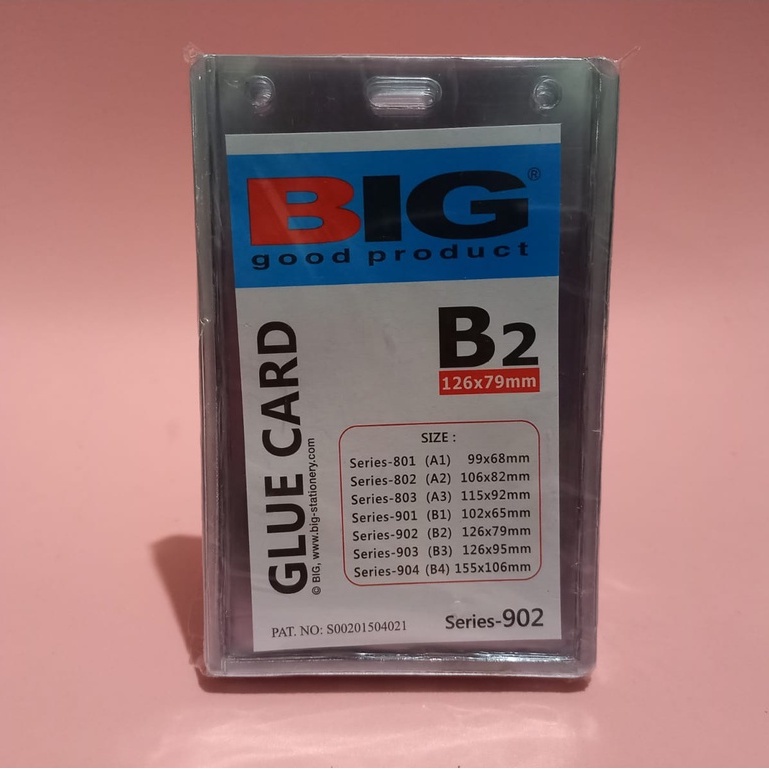 BIG®
good product
B2
126x79mm
GLUE CARD
© BIG, www.big-stationery.com
SIZE :
Series-801 (A1) 99x68mm
Series-802 (A2) 106x82mm
Series-803 (A3) 115x92mm
Series-901 (B1) 102x65mm
Series-902 (B2) 126x79mm
Series-903 (B3) 126x95mm
Series-904 (B4) 155x106mm
PAT. NO: S00201504021
Series-902